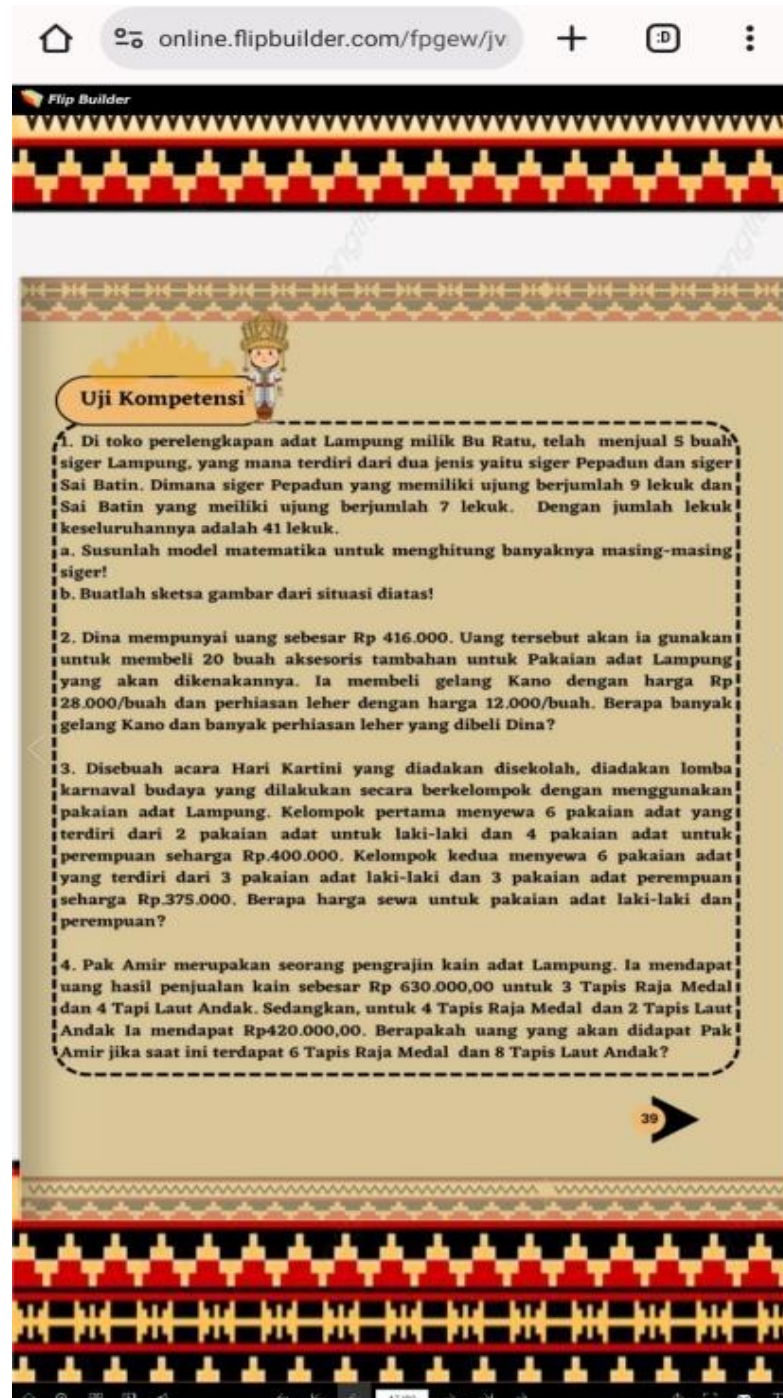 online.flipbuilder.com/fpgew/jv
:D
Flip Builder
Uji Kompetensi
1. Di toko perelengkapan adat Lampung milik Bu Ratu, telah menjual 5 buah
siger Lampung, yang mana terdiri dari dua jenis yaitu siger Pepadun dan siger
Sai Batin. Dimana siger Pepadun yang memiliki ujung berjumlah 9 lekuk dan
Sai Batin yang meiliki ujung berjumlah 7 lekuk. Dengan jumlah lekuk
keseluruhannya adalah 41 lekuk.
a. Susunlah model matematika untuk menghitung banyaknya masing-masing
siger!
b. Buatlah sketsa gambar dari situasi diatas!
2. Dina mempunyai uang sebesar Rp 416.000. Uang tersebut akan ia gunakan
untuk membeli 20 buah aksesoris tambahan untuk Pakaian adat Lampung
yang akan dikenakannya. Ia membeli gelang Kano dengan harga Rp
28.000/buah dan perhiasan leher dengan harga 12.000/buah. Berapa banyak
gelang Kano dan banyak perhiasan leher yang dibeli Dina?
3. Disebuah acara Hari Kartini yang diadakan disekolah, diadakan lomba
karnaval budaya yang dilakukan secara berkelompok dengan menggunakan
pakaian adat Lampung. Kelompok pertama menyewa 6 pakaian adat yang
terdiri dari 2 pakaian adat untuk laki-laki dan 4 pakaian adat untuk
perempuan seharga Rp.400.000. Kelompok kedua menyewa 6 pakaian adat
yang terdiri dari 3 pakaian adat laki-laki dan 3 pakaian adat perempuan
seharga Rp.375.000. Berapa harga sewa untuk pakaian adat laki-laki dan
perempuan?
4. Pak Amir merupakan seorang pengrajin kain adat Lampung. Ia mendapat
uang hasil penjualan kain sebesar Rp 630.000,00 untuk 3 Tapis Raja Medal
dan 4 Tapi Laut Andak. Sedangkan, untuk 4 Tapis Raja Medal dan 2 Tapis Laut
Andak Ia mendapat Rp420.000,00. Berapakah uang yang akan didapat Pak
Amir jika saat ini terdapat 6 Tapis Raja Medal dan 8 Tapis Laut Andak?
39